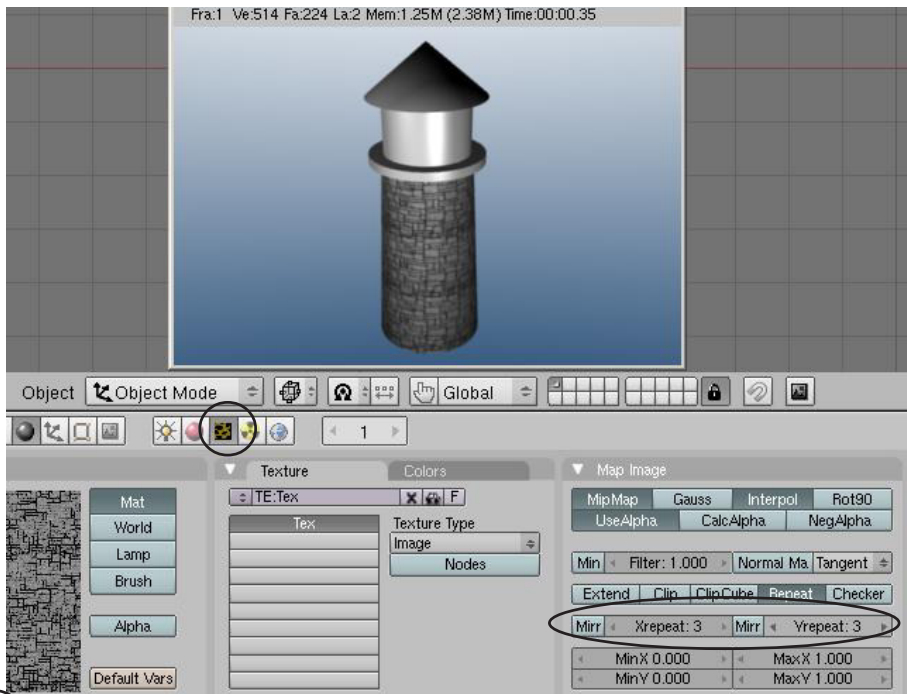 Fra:1 Ve:514 Fa:224 La:2 Mem:1.25M (2.38M) Time:00:00.35
Object Object Mode Global
1
Texture Colors Map Image
TE:Tex X F
Mat Tex Texture Type MipMap Gauss Interpol Rot90
World Image UseAlpha CalcAlpha NegAlpha
Lamp Nodes Min Filter: 1.000 Normal Ma Tangent
Brush Extend Clip ClipCube Repeat Checker
Alpha Mirr Xrepeat: 3 Mirr Yrepeat: 3
MinX 0.000 MaxX 1.000
Default Vars MinY 0.000 MaxY 1.000